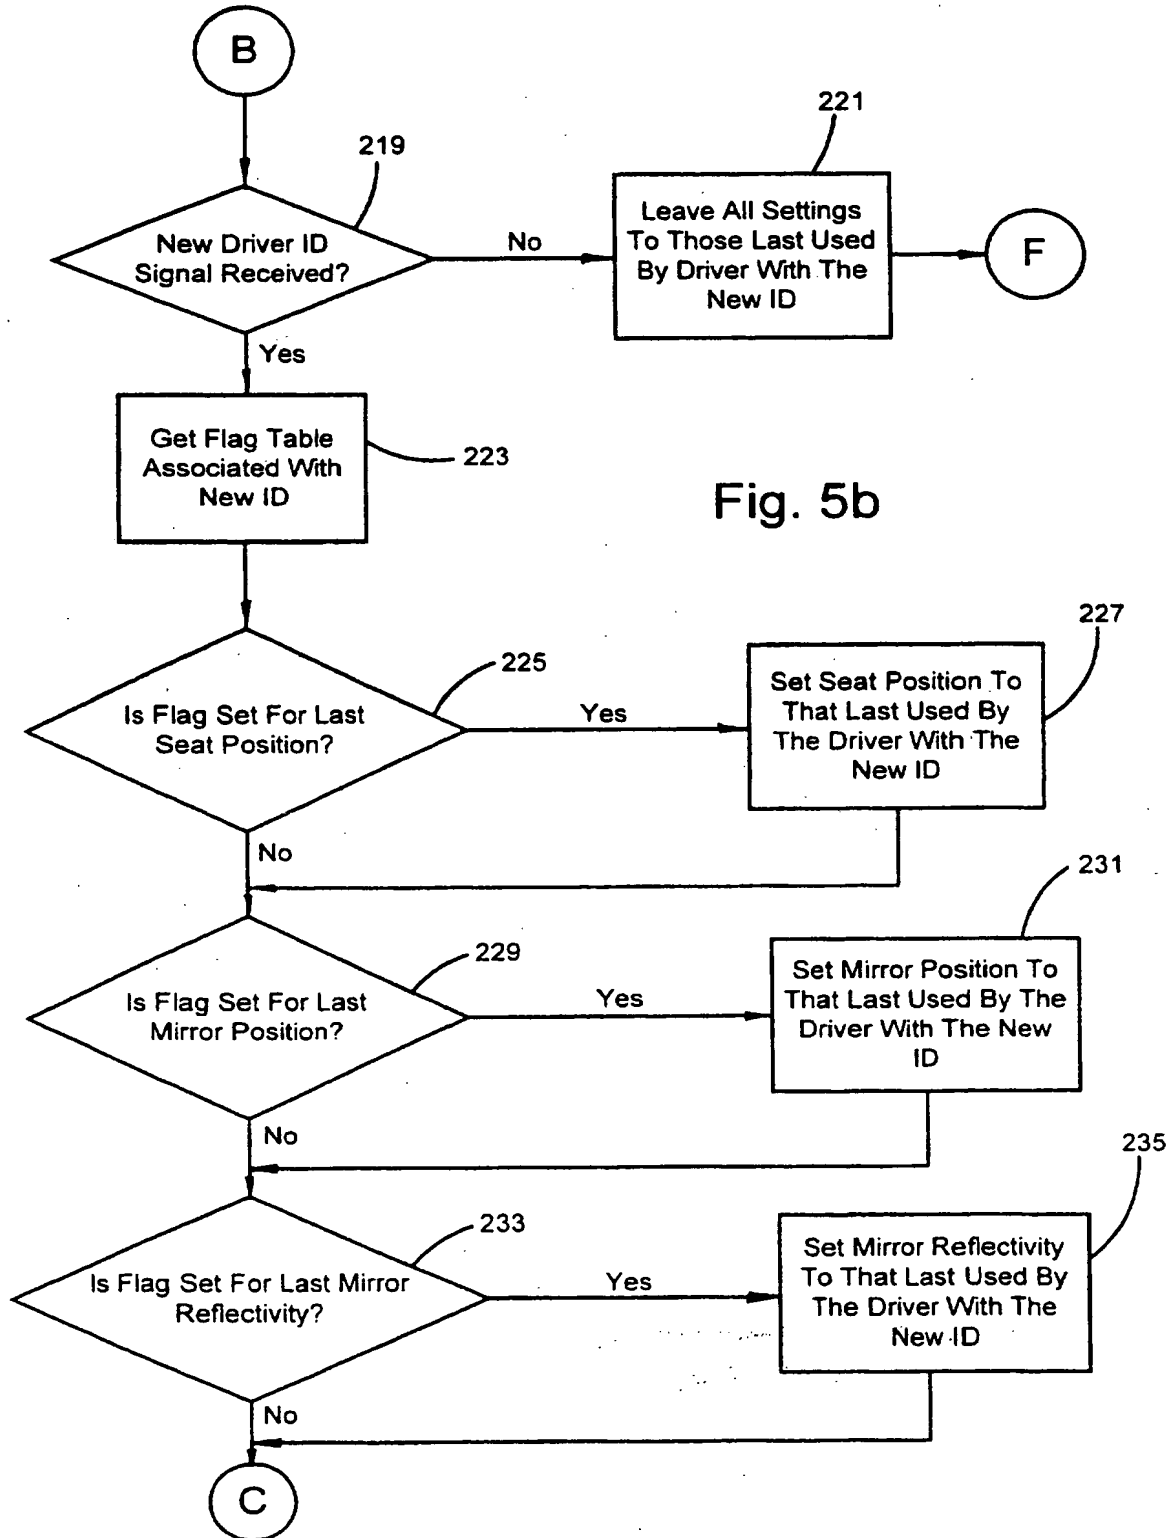 B
219
New Driver ID
Signal Received?
No
221
Leave All Settings
To Those Last Used
By Driver With The
New ID
F
Yes
Get Flag Table
Associated With
New ID
223
Fig. 5b
225
Is Flag Set For Last
Seat Position?
Yes
227
Set Seat Position To
That Last Used By
The Driver With The
New ID
No
229
Is Flag Set For Last
Mirror Position?
Yes
231
Set Mirror Position To
That Last Used By The
Driver With The New
ID
No
233
Is Flag Set For Last Mirror
Reflectivity?
Yes
235
Set Mirror Reflectivity
To That Last Used By
The Driver With The
New ID
No
C